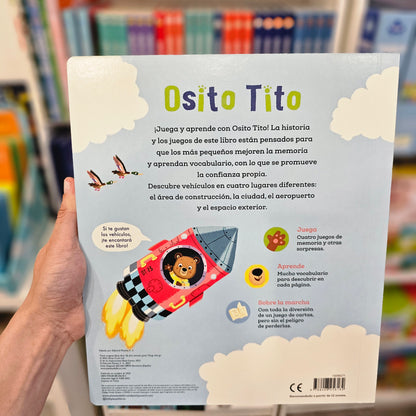 Osito Tito
¡Juega y aprende con Osito Tito! La historia
y los juegos de este libro están pensados para
que los más pequeños mejoren la memoria
y aprendan vocabulario, con lo que se promueve
la confianza propia.
Descubre vehículos en cuatro lugares diferentes:
el área de construcción, la ciudad, el aeropuerto
y el espacio exterior.
Si te gustan
los vehículos,
¡te encantará
este libro!
Juega
Cuatro juegos de
memoria y otras
sorpresas.
Aprende
Mucho vocabulario
para descubrir en
cada página.
Sobre la marcha
Con toda la diversión
de un juego de cartas,
pero sin el peligro
de perderlas.
CE